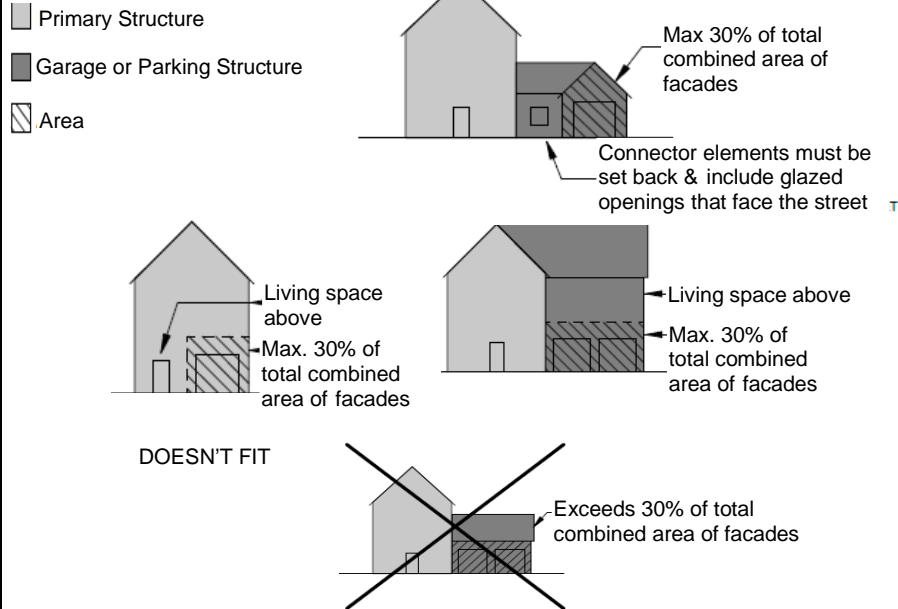 Primary Structure
Garage or Parking Structure
Area
Max 30% of total
combined area of
facades
Connector elements must be
set back & include glazed
openings that face the street
T
Living space
above
Max. 30% of
total combined
area of facades
Living space above
Max. 30% of
total combined
area of facades
DOESN'T FIT
Exceeds 30% of total
combined area of facades